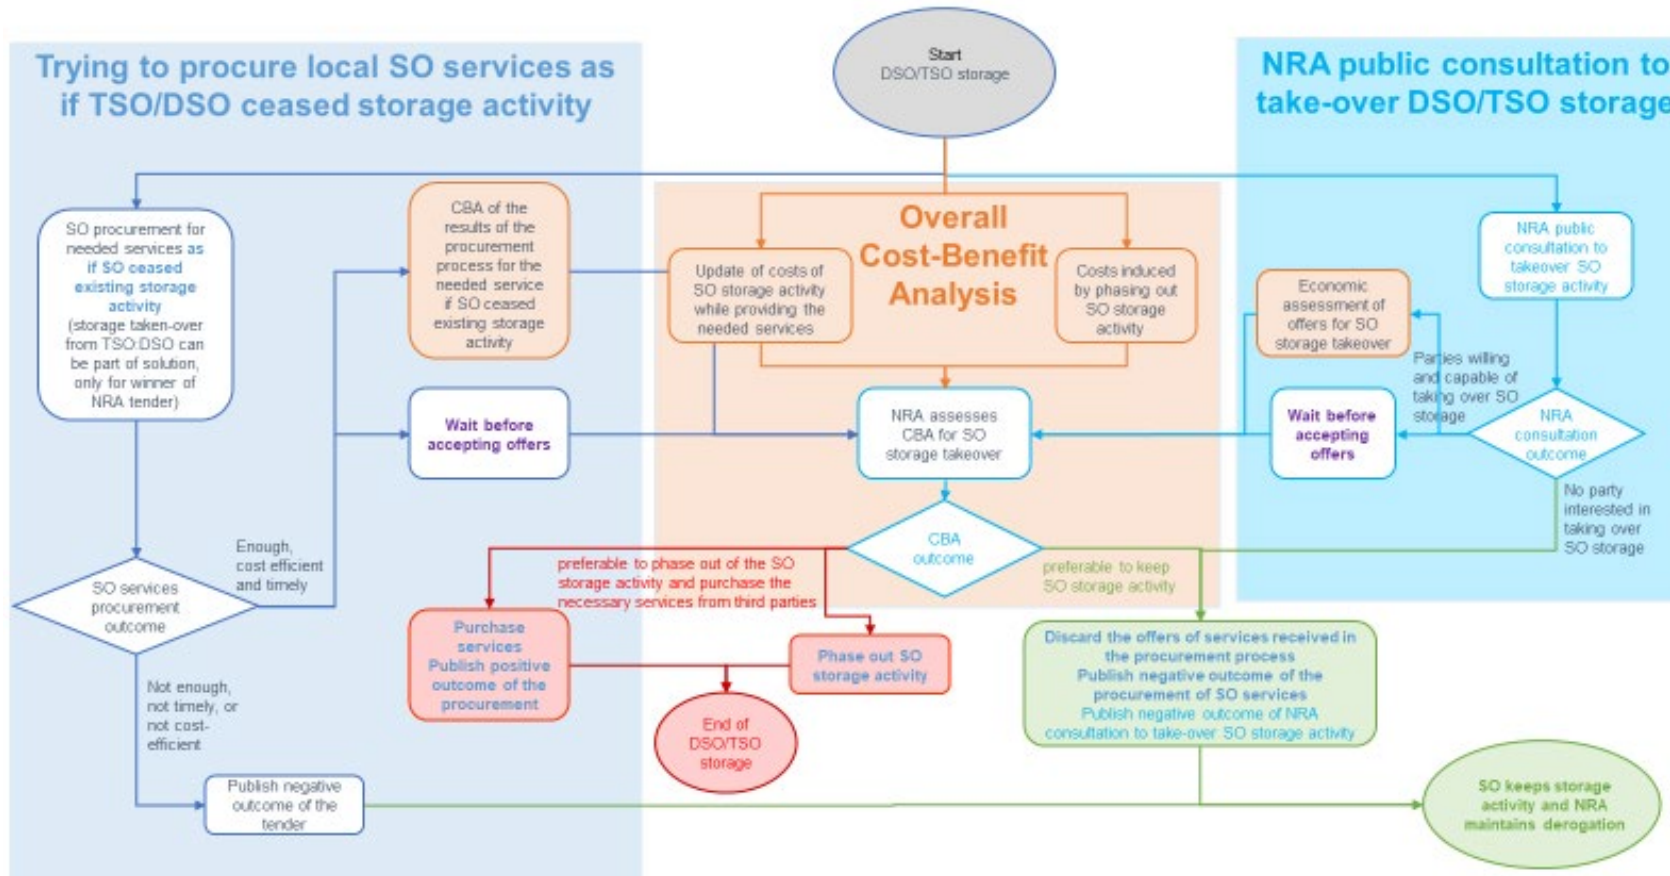 Start
DSO/TSO storage
Trying to procure local SO services as
if TSO/DSO ceased storage activity
NRA public consultation to
take-over DSO/TSO storage
SO procurement for
needed services as
if SO ceased
existing storage
activity
(storage taken-over
from TSO:DSO can
be part of solution,
only for winner of
NRA tender)
CBA of the
results of the
procurement
process for the
needed service
if SO ceased
existing storage
activity
Wait before
accepting offers
SO services
procurement
outcome
Enough,
cost efficient
and timely
Not enough,
not timely, or
not cost-
efficient
Publish negative
outcome of the
tender
Overall
Cost-Benefit
Analysis
Update of costs of
SO storage activity
while providing the
needed services
Costs induced
by phasing out
SO storage
activity
NRA assesses
CBA for SO
storage takeover
CBA
outcome
preferable to phase out of the SO
storage activity and purchase the
necessary services from third parties
preferable to keep
SO storage activity
Purchase
services
Publish positive
outcome of the
procurement
Phase out SO
storage activity
End of
DSO/TSO
storage
NRA public
consultation to
takeover SO
storage activity
Economic
assessment of
offers for SO
storage takeover
Parties willing
and capable of
taking over SO
storage
Wait before
accepting
offers
NRA
consultation
outcome
No party
interested in
taking over
SO storage
Discard the offers of services received in
the procurement process
Publish negative outcome of the
procurement of SO services
Publish negative outcome of NRA
consultation to take-over SO storage activity
SO keeps storage
activity and NRA
maintains derogation